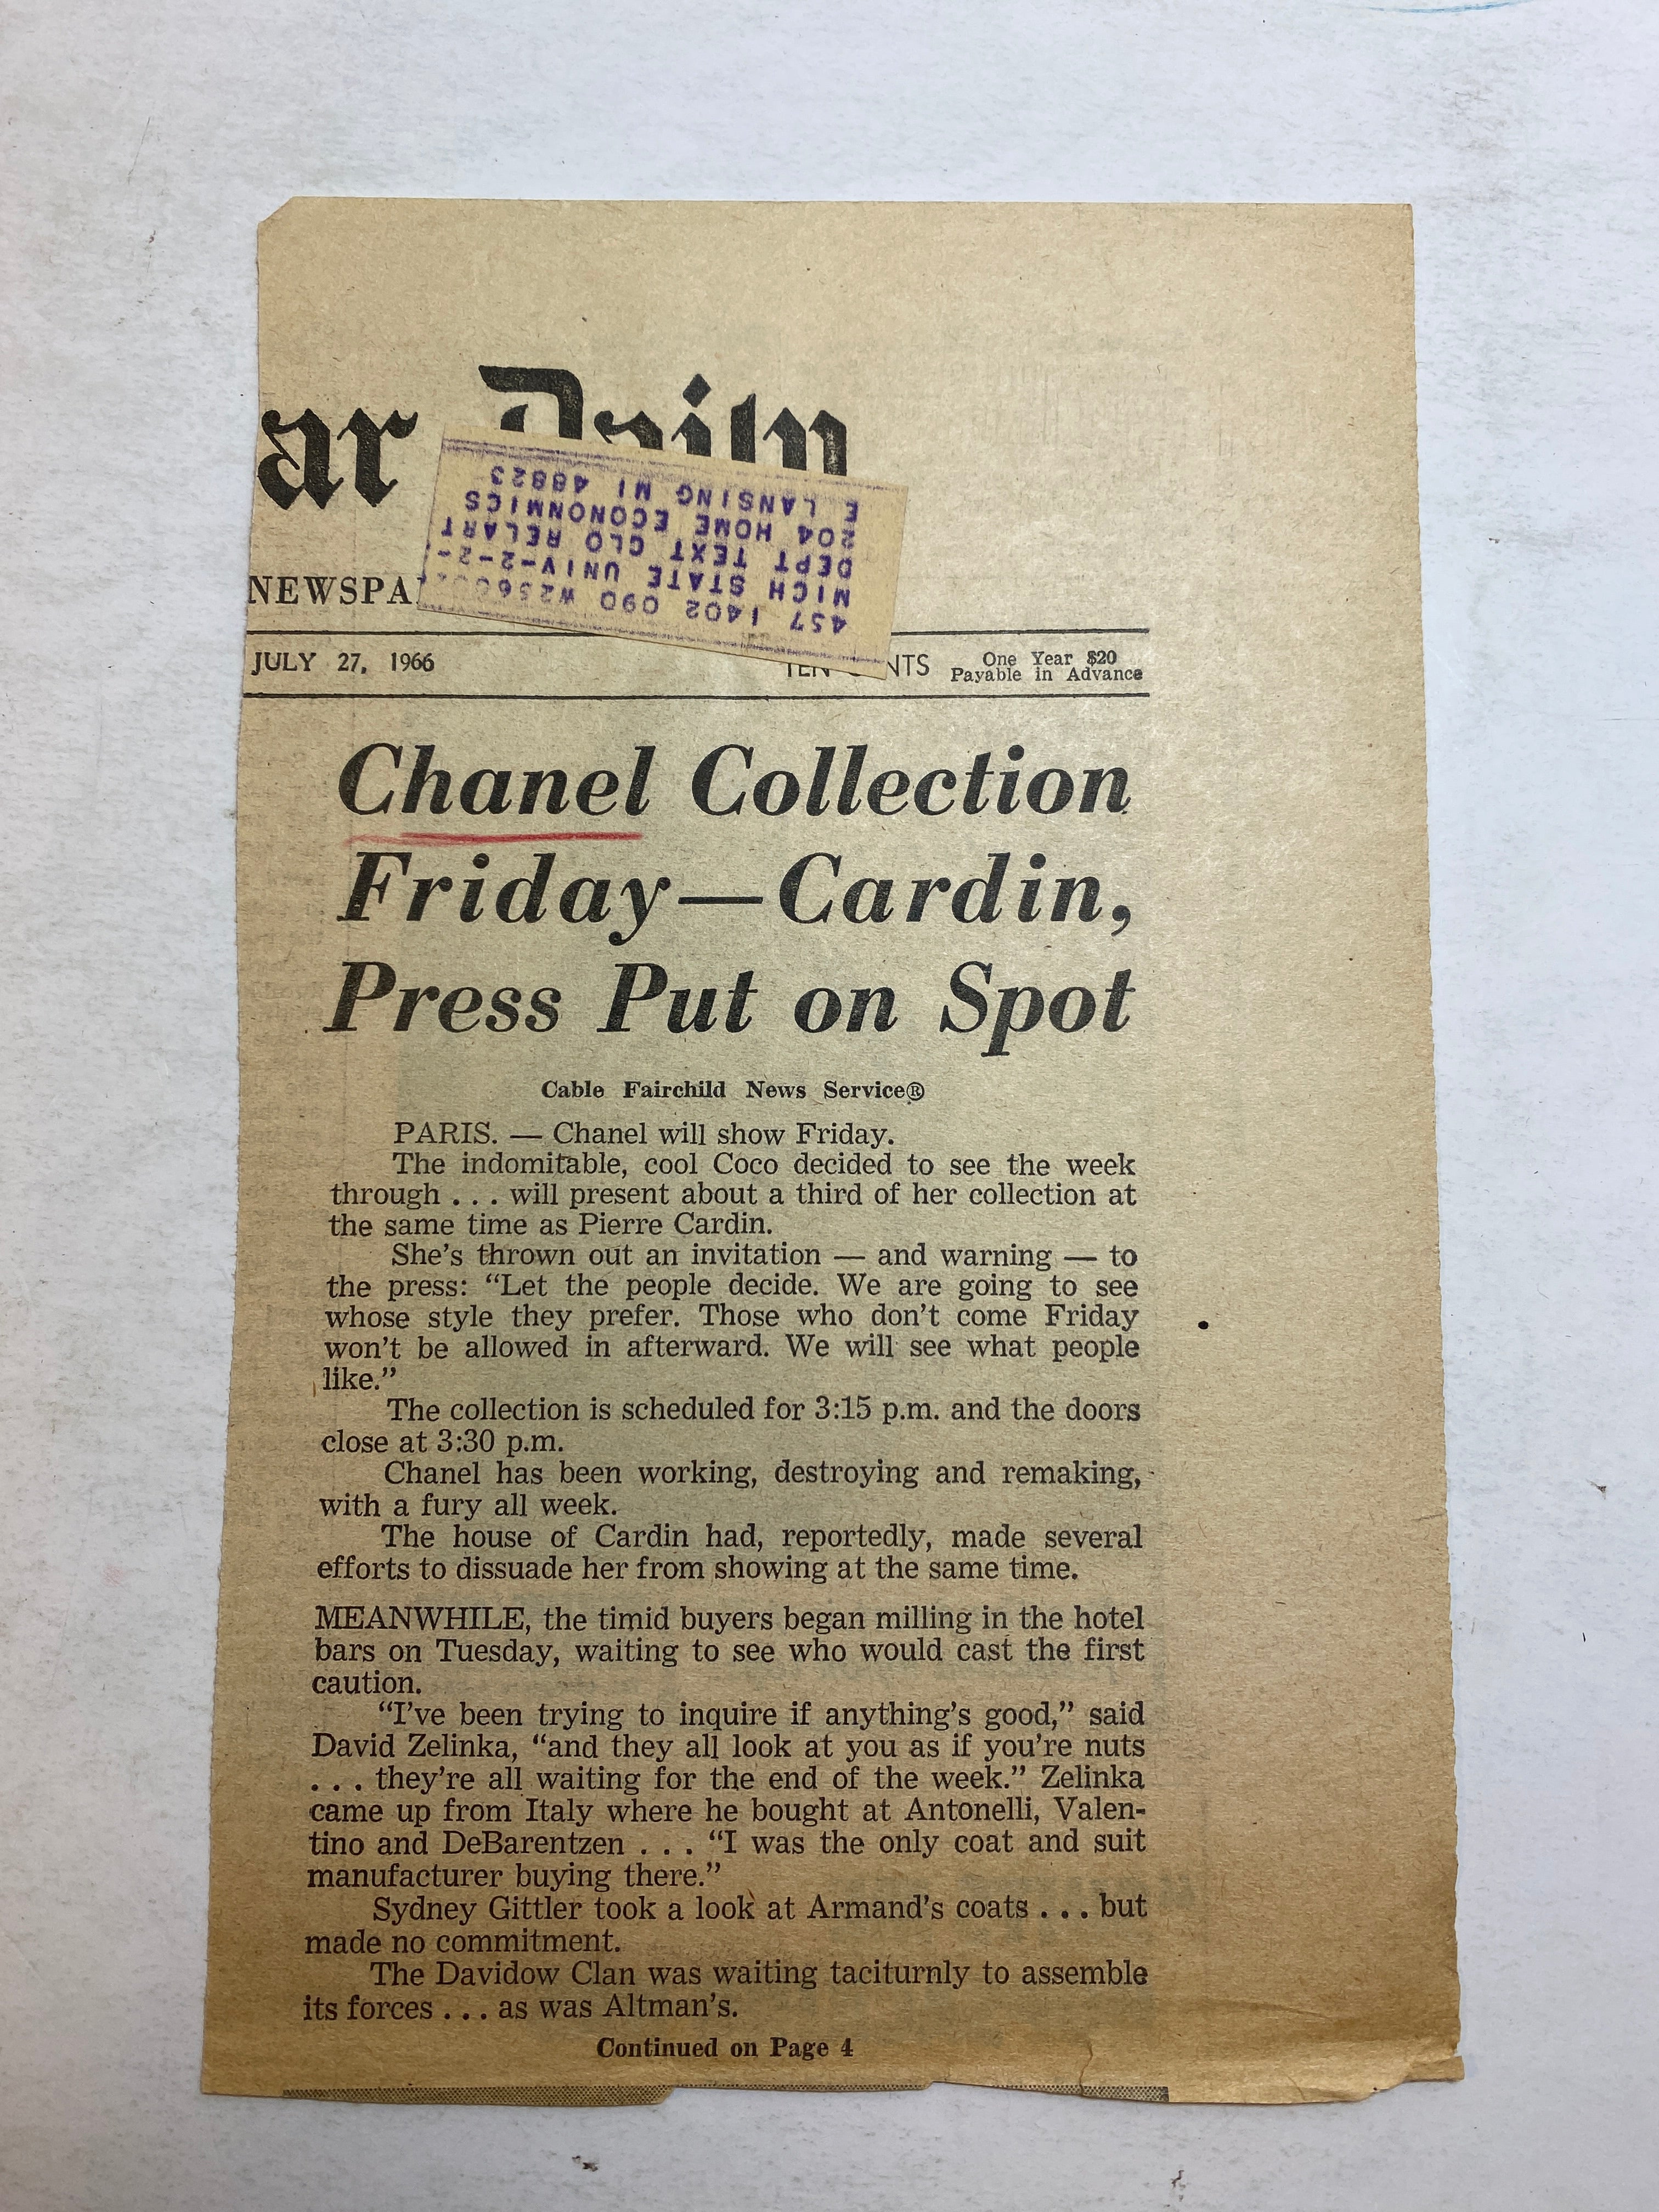 ar Daily
NEWSPA
457 1402 090
MICH STATE UNIV-2-2-
DEPT TEXT CLO RELART
204 HOME ECONONMICS
E LANSING MI 48823
JULY 27, 1966 TEN NTS One Year $20
Payable in Advance
Chanel Collection
Friday—Cardin,
Press Put on Spot
Cable Fairchild News Service®
PARIS. — Chanel will show Friday.
The indomitable, cool Coco decided to see the week
through . . . will present about a third of her collection at
the same time as Pierre Cardin.
She's thrown out an invitation — and warning — to
the press: “Let the people decide. We are going to see
whose style they prefer. Those who don't come Friday
won't be allowed in afterward. We will see what people
like.”
The collection is scheduled for 3:15 p.m. and the doors
close at 3:30 p.m.
Chanel has been working, destroying and remaking,
with a fury all week.
The house of Cardin had, reportedly, made several
efforts to dissuade her from showing at the same time.
MEANWHILE, the timid buyers began milling in the hotel
bars on Tuesday, waiting to see who would cast the first
caution.
“I've been trying to inquire if anything's good,” said
David Zelinka, “and they all look at you as if you're nuts
. . . they're all waiting for the end of the week.” Zelinka
came up from Italy where he bought at Antonelli, Valen-
tino and DeBarentzen . . . “I was the only coat and suit
manufacturer buying there.”
Sydney Gittler took a look at Armand's coats . . . but
made no commitment.
The Davidow Clan was waiting taciturnly to assemble
its forces . . . as was Altman's.
Continued on Page 4